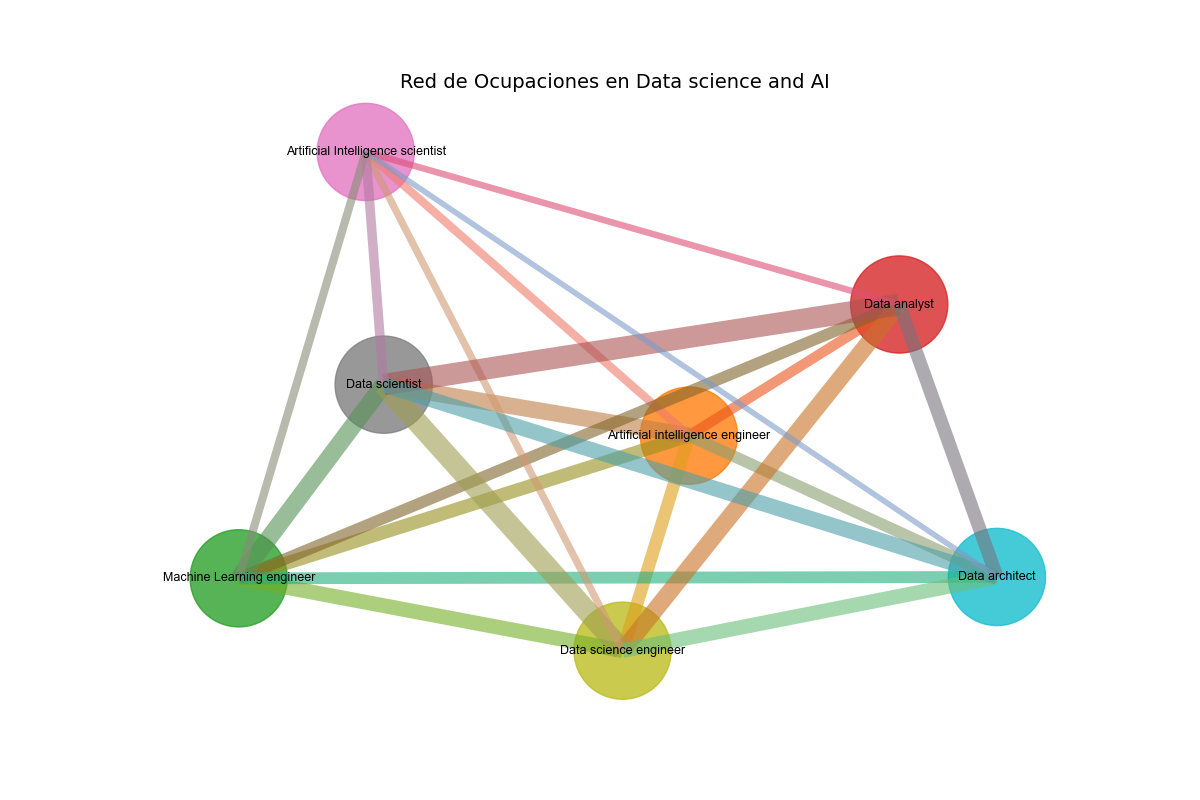 Red de Ocupaciones en Data science and AI
Artificial Intelligence scientist
Data analyst
Data scientist
Artificial intelligence engineer
Machine Learning engineer
Data architect
Data science engineer